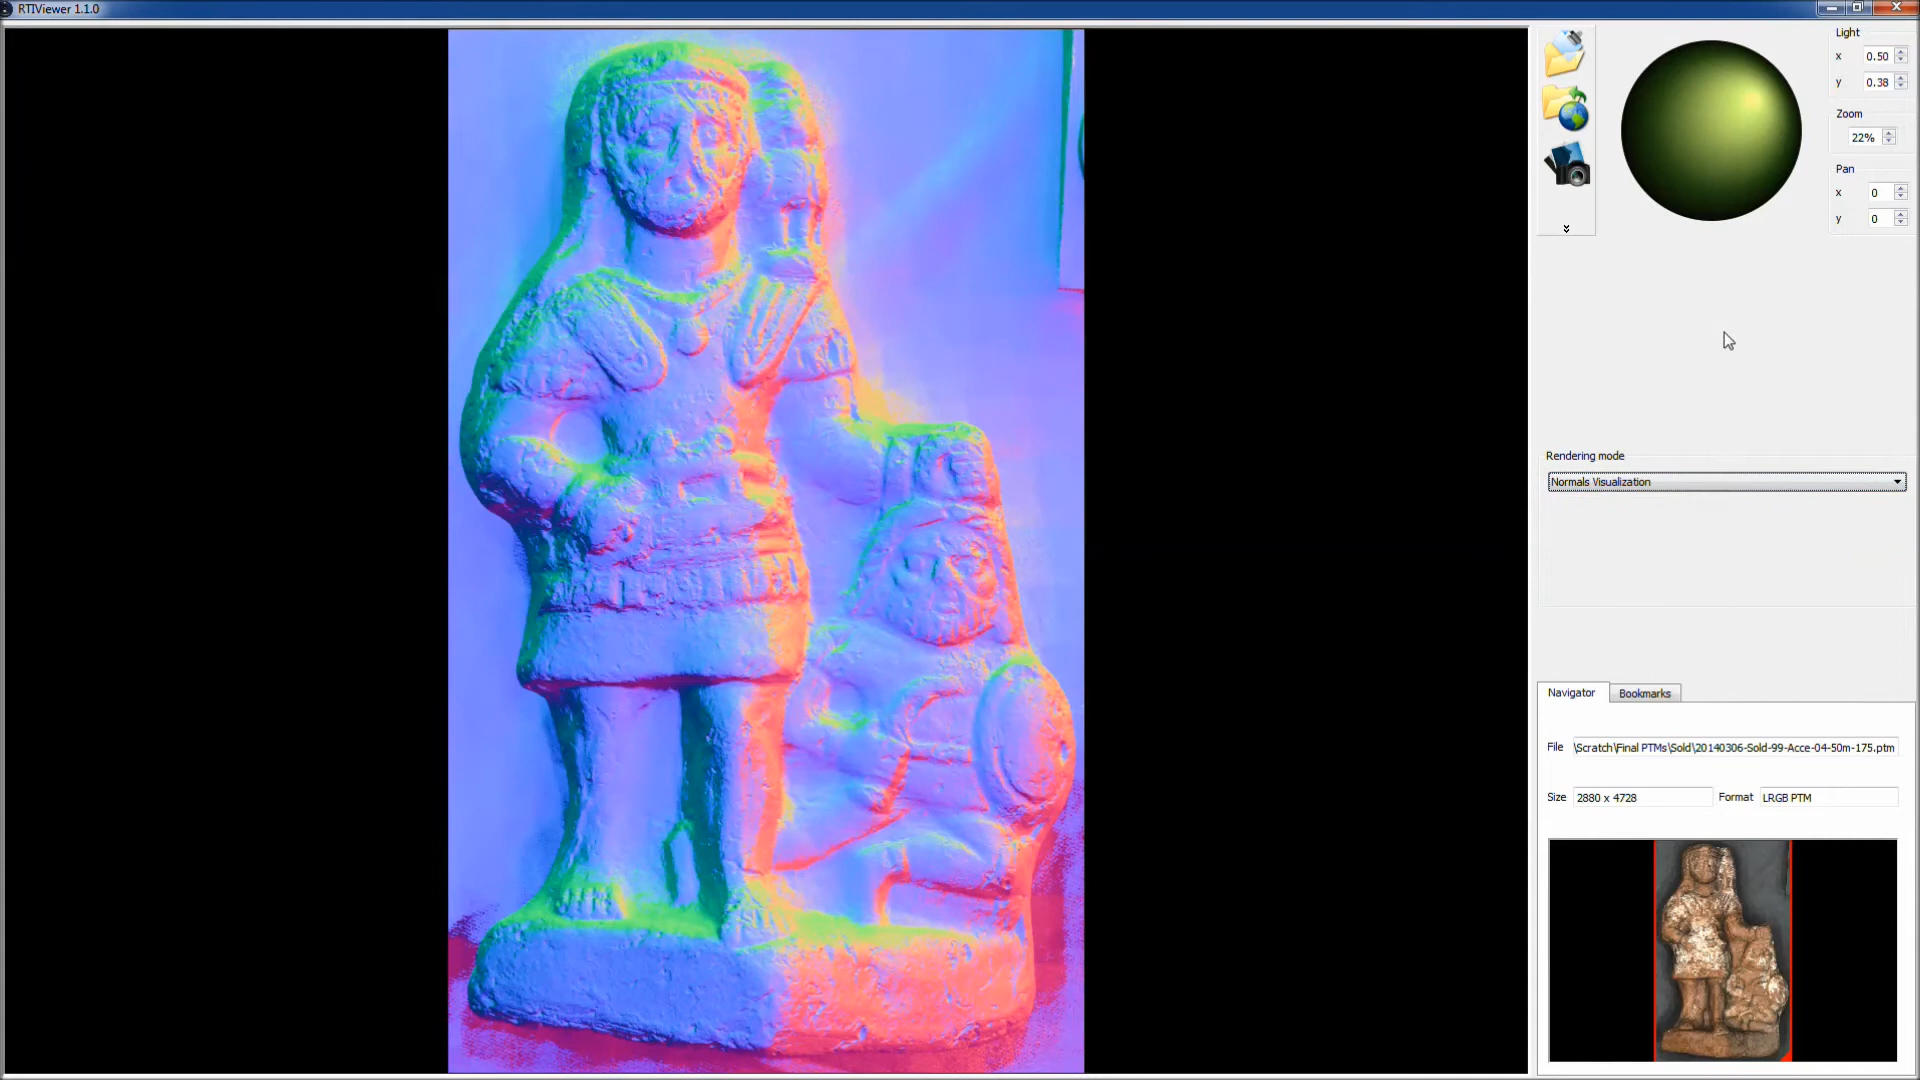 RTIViewer 1.1.0
Light
x 0.50
y 0.38
Zoom
22%
Pan
x 0
y 0
Rendering mode
Normals Visualization
Navigator Bookmarks
File \Scratch\Final PTMs\Sold\20140306-Sold-99-Acce-04-50m-175.ptm
Size 2880 x 4728 Format LRGB PTM